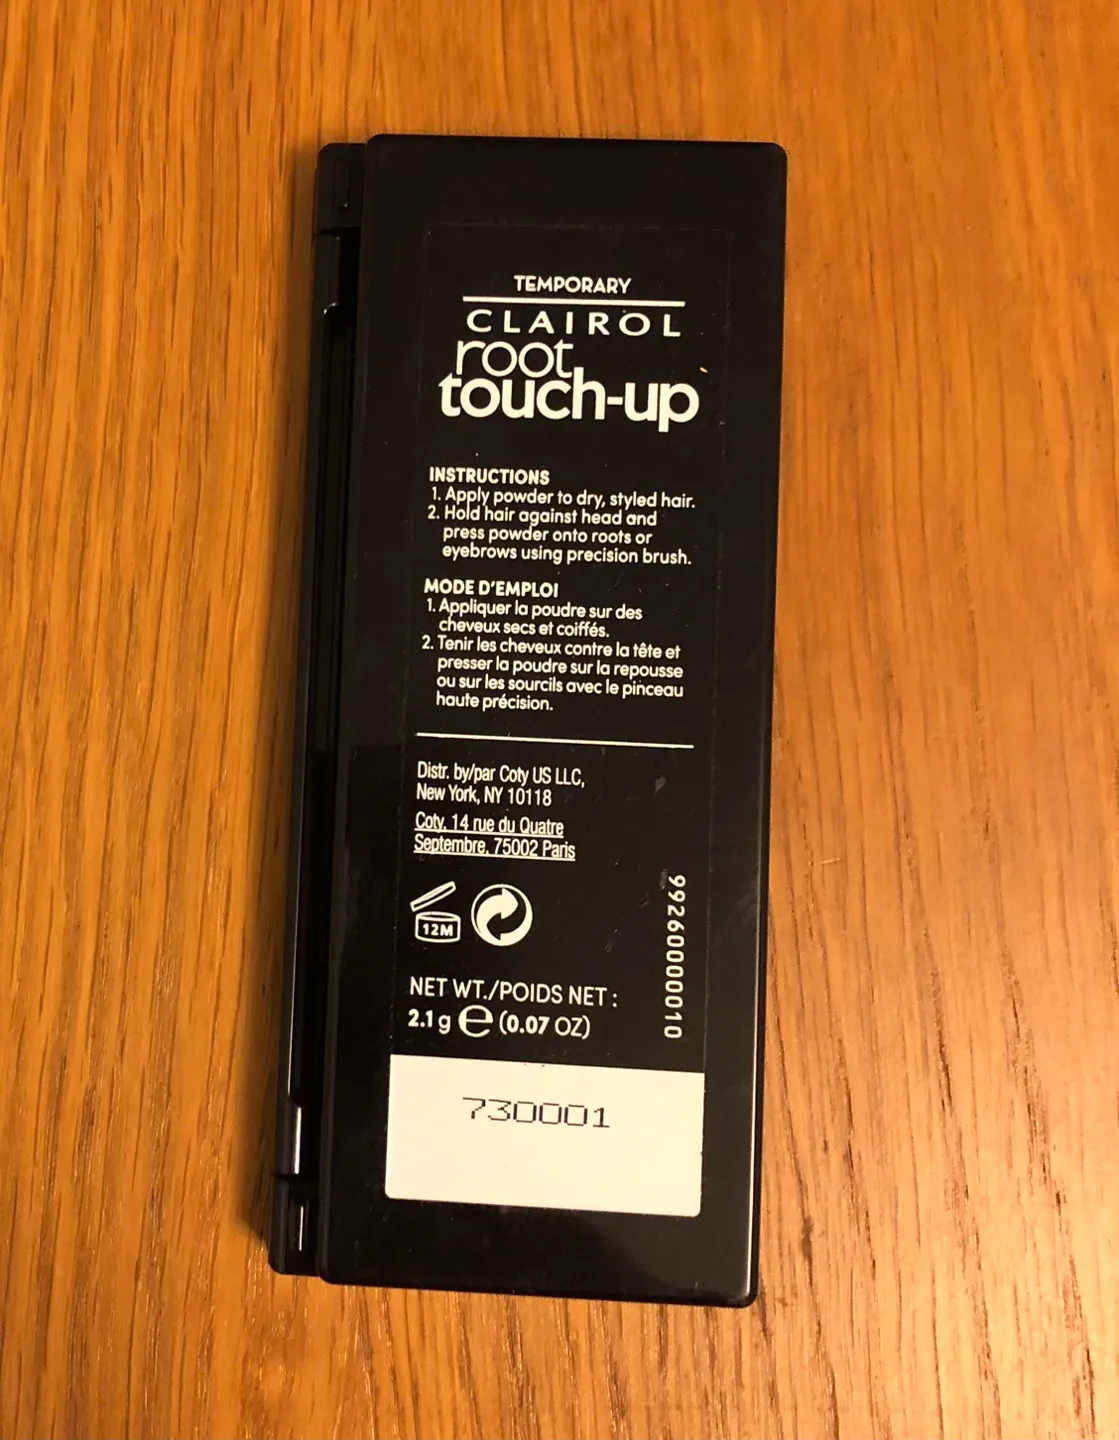 TEMPORARY
CLAIROL
root
touch-up
INSTRUCTIONS
1. Apply powder to dry, styled hair.
2. Hold hair against head and
press powder onto roots or
eyebrows using precision brush.
MODE D'EMPLOI
1. Appliquer la poudre sur des
cheveux secs et coiffés.
2. Tenir les cheveux contre la tête et
presser la poudre sur la repousse
ou sur les sourcils avec le pinceau
haute précision.
Distr. by/par Coty US LLC,
New York, NY 10118
Coty, 14 rue du Quatre
Septembre, 75002 Paris
12M
99260000010
NET WT./POIDS NET :
2.1 g ℮ (0.07 OZ)
730001